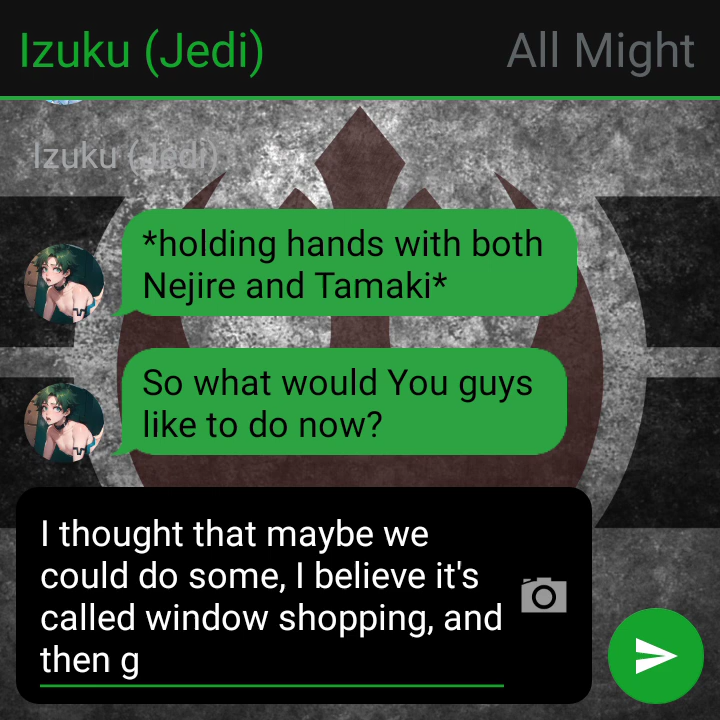 Izuku (Jedi)
All Might
Izuku (Jedi)
*holding hands with both
Nejire and Tamaki*
So what would You guys
like to do now?
I thought that maybe we
could do some, I believe it's
called window shopping, and
then g